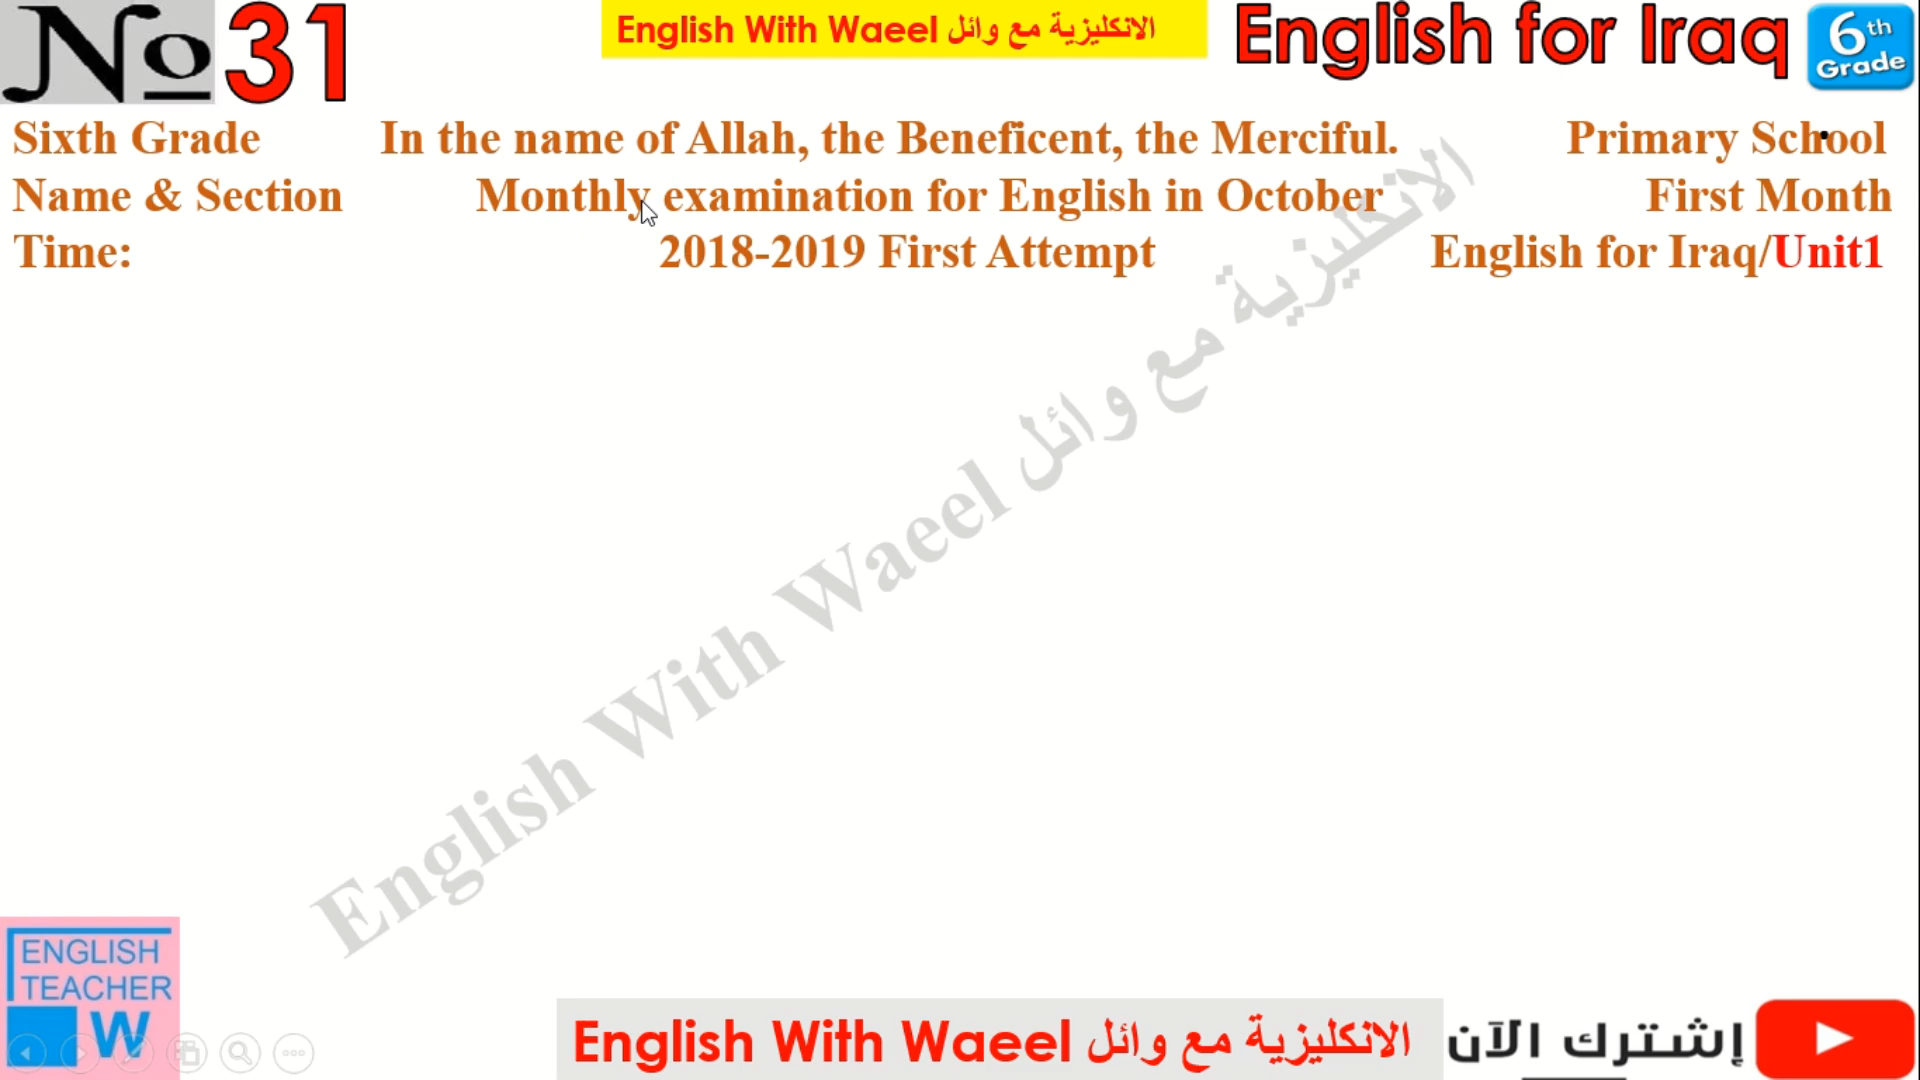 No 31
English With Waeel الانكليزية مع وائل
English for Iraq
6th Grade
Sixth Grade In the name of Allah, the Beneficent, the Merciful. Primary School
Name & Section Monthly examination for English in October First Month
Time: 2018-2019 First Attempt English for Iraq/Unit1
English With Waeel الانكليزية مع وائل
ENGLISH
TEACHER
W
English With Waeel الانكليزية مع وائل
إشترك الآن